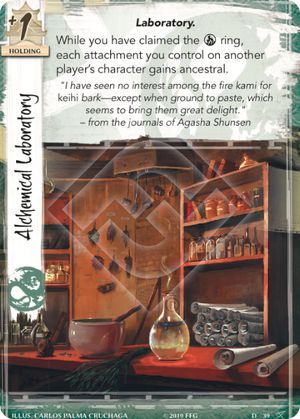 +1
HOLDING
Laboratory.
While you have claimed the ring,
each attachment you control on another
player's character gains ancestral.
"I have seen no interest among the fire kami for
keihi bark—except when ground to paste, which
seems to bring them great delight."
– from the journals of Agasha Shunsen
Alchemical Laboratory
ILLUS. CARLOS PALMA CRUCHAGA
©2019 FFG
D 39